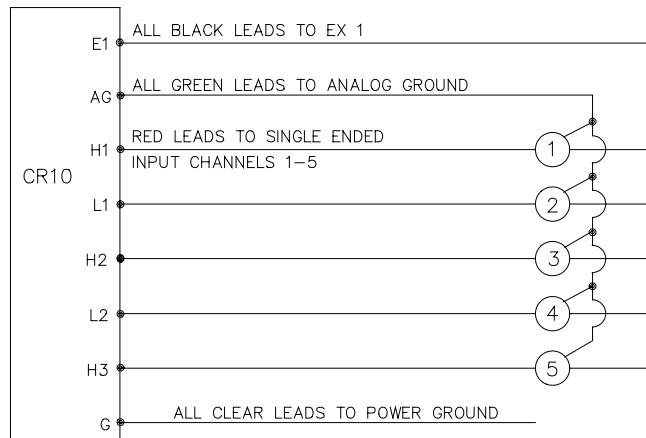 ALL BLACK LEADS TO EX 1
E1
ALL GREEN LEADS TO ANALOG GROUND
AG
RED LEADS TO SINGLE ENDED
H1
1
INPUT CHANNELS 1-5
CR10
L1
2
H2
3
L2
4
H3
5
ALL CLEAR LEADS TO POWER GROUND
G